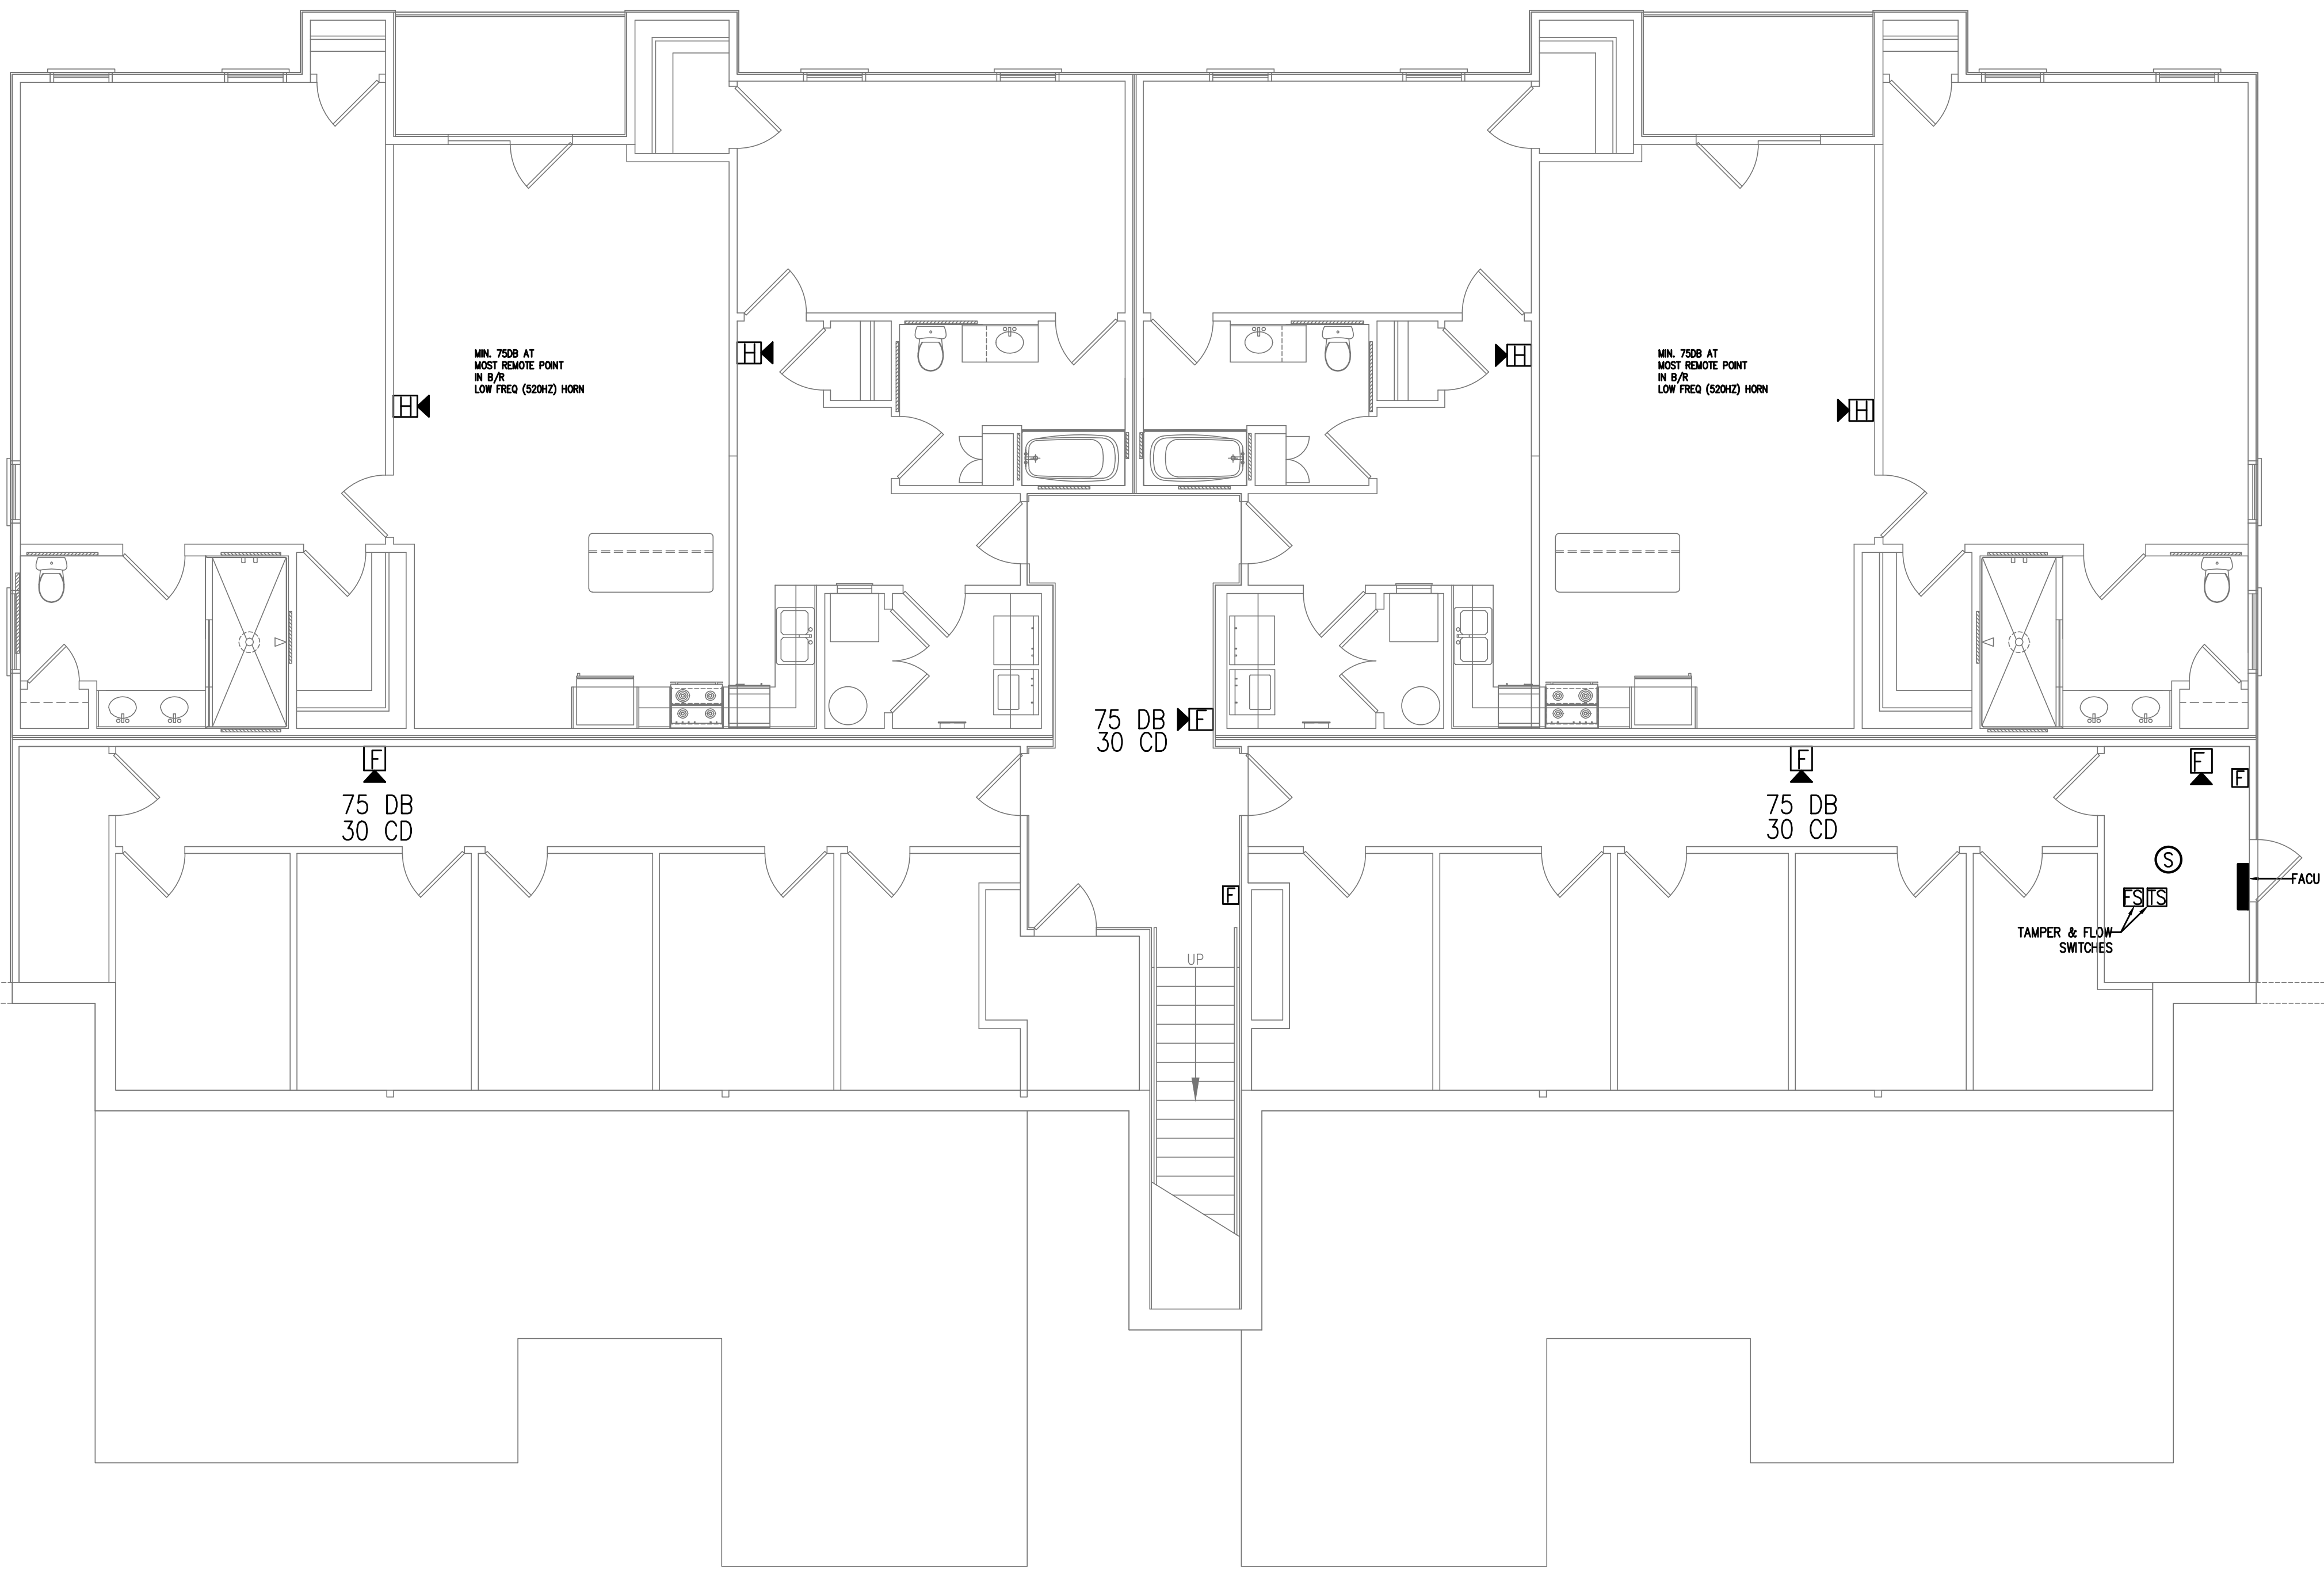 H
H
H
H
MIN. 75DB AT
MOST REMOTE POINT
IN B/R
LOW FREQ (520HZ) HORN
MIN. 75DB AT
MOST REMOTE POINT
IN B/R
LOW FREQ (520HZ) HORN
75 DB
30 CD
F
F
75 DB
30 CD
F
75 DB
30 CD
F
F
S
FACU
F
FS TS
TAMPER & FLOW
SWITCHES
UP